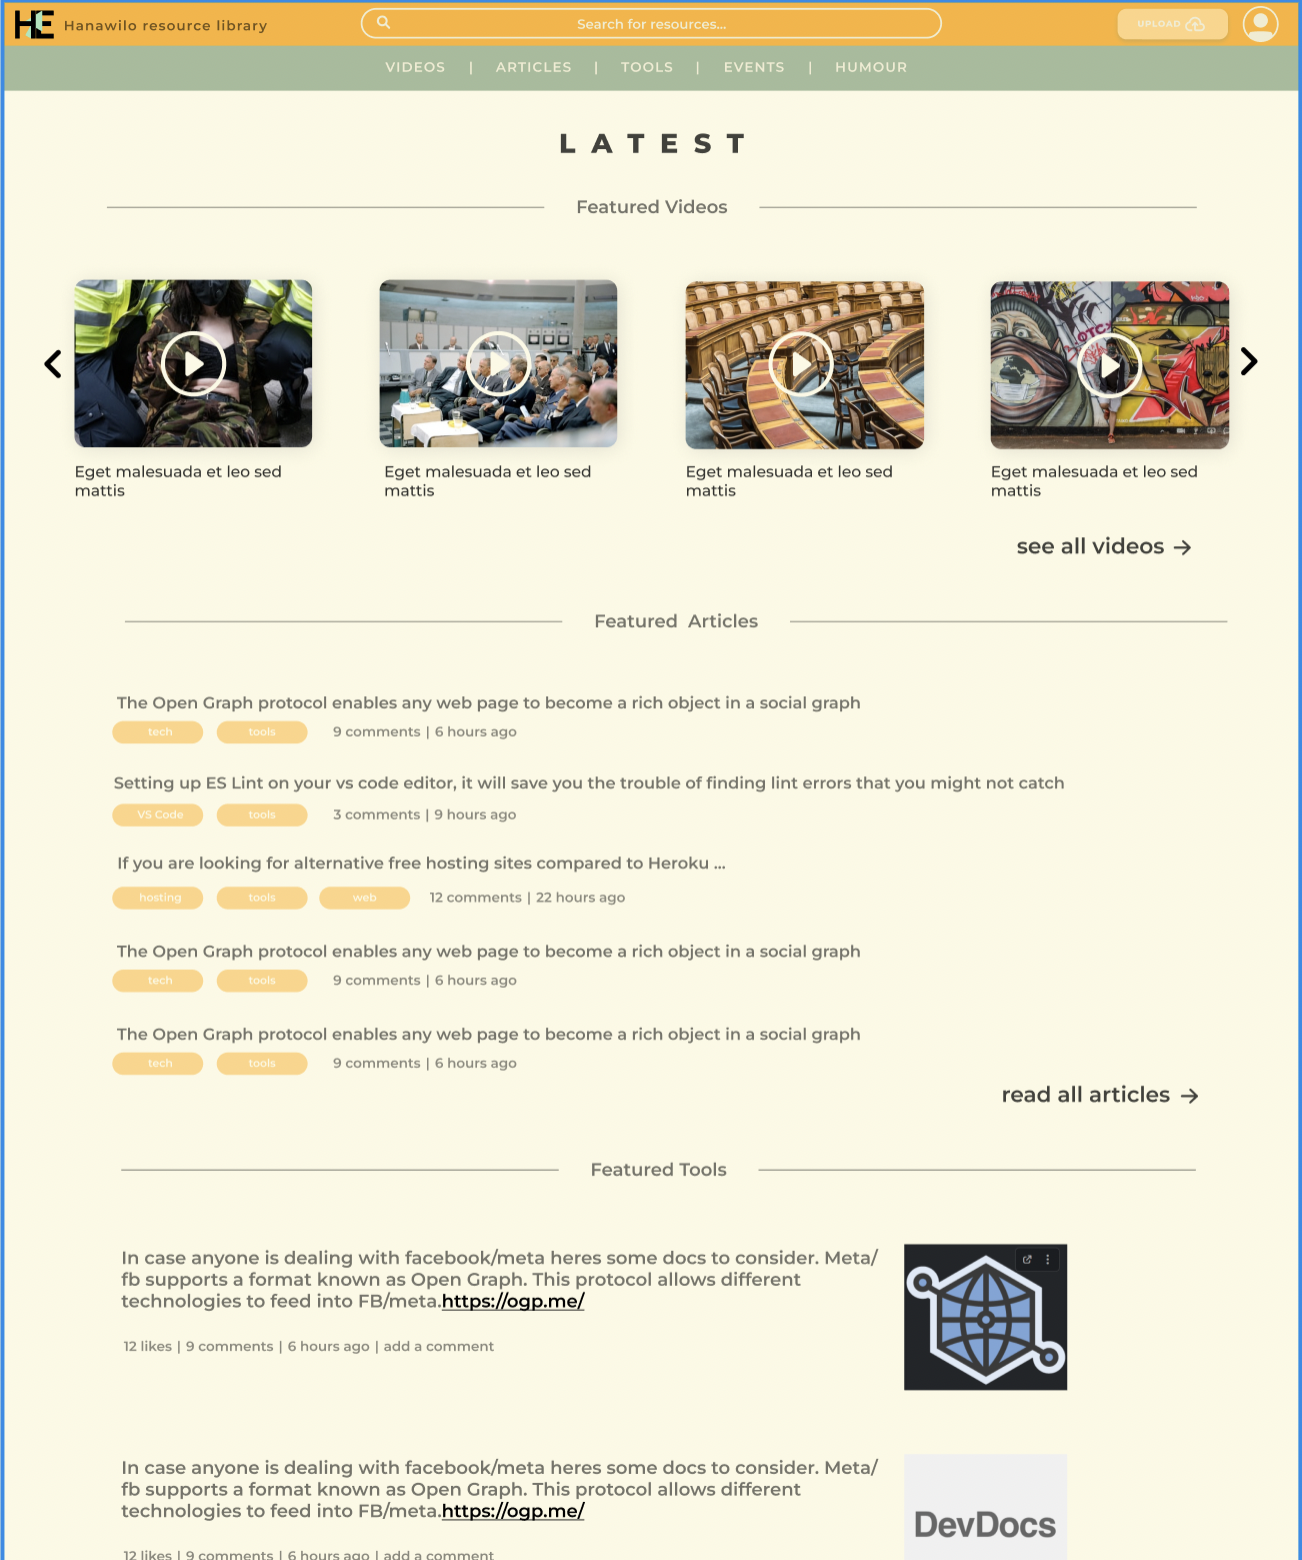 HE Hanawilo resource library
Search for resources...
UPLOAD
VIDEOS | ARTICLES | TOOLS | EVENTS | HUMOUR
LATEST
Featured Videos
Eget malesuada et leo sed
mattis
Eget malesuada et leo sed
mattis
Eget malesuada et leo sed
mattis
Eget malesuada et leo sed
mattis
see all videos →
Featured Articles
The Open Graph protocol enables any web page to become a rich object in a social graph
tech tools 9 comments | 6 hours ago
Setting up ES Lint on your vs code editor, it will save you the trouble of finding lint errors that you might not catch
VS Code tools 3 comments | 9 hours ago
If you are looking for alternative free hosting sites compared to Heroku ...
hosting tools web 12 comments | 22 hours ago
The Open Graph protocol enables any web page to become a rich object in a social graph
tech tools 9 comments | 6 hours ago
The Open Graph protocol enables any web page to become a rich object in a social graph
tech tools 9 comments | 6 hours ago
read all articles →
Featured Tools
In case anyone is dealing with facebook/meta heres some docs to consider. Meta/
fb supports a format known as Open Graph. This protocol allows different
technologies to feed into FB/meta.https://ogp.me/
12 likes | 9 comments | 6 hours ago | add a comment
In case anyone is dealing with facebook/meta heres some docs to consider. Meta/
fb supports a format known as Open Graph. This protocol allows different
technologies to feed into FB/meta.https://ogp.me/
DevDocs
12 likes | 9 comments | 6 hours ago | add a comment